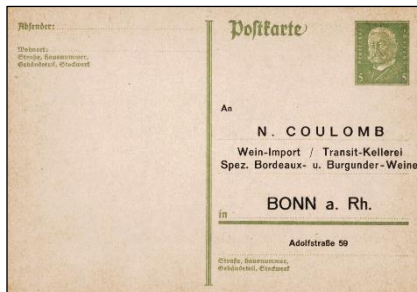 Absender:
Wohnort:
Straße, Hausnummer,
Gebäudeteil, Stockwerk
Postkarte
5 5
An
N. COULOMB
Wein-Import / Transit-Kellerei
Spez. Bordeaux- u. Burgunder-Weine
BONN a. Rh.
in
Adolfstraße 59
Straße, Hausnummer,
Gebäudeteil, Stockwerk